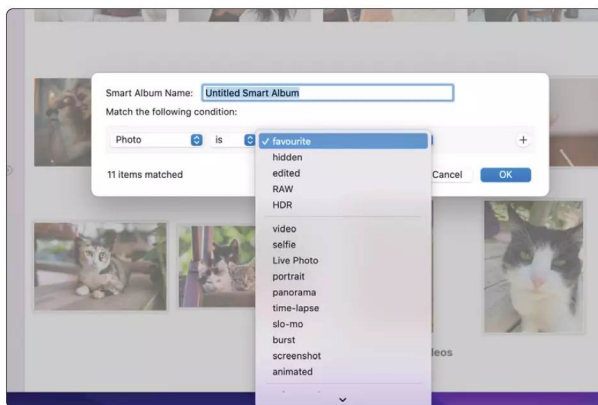 Smart Album Name: Untitled Smart Album
Match the following condition:
Photo is ✓ favourite
hidden
edited
RAW
HDR
11 items matched Cancel OK
video
selfie
Live Photo
portrait
panorama
time-lapse
slo-mo
burst
screenshot
animated